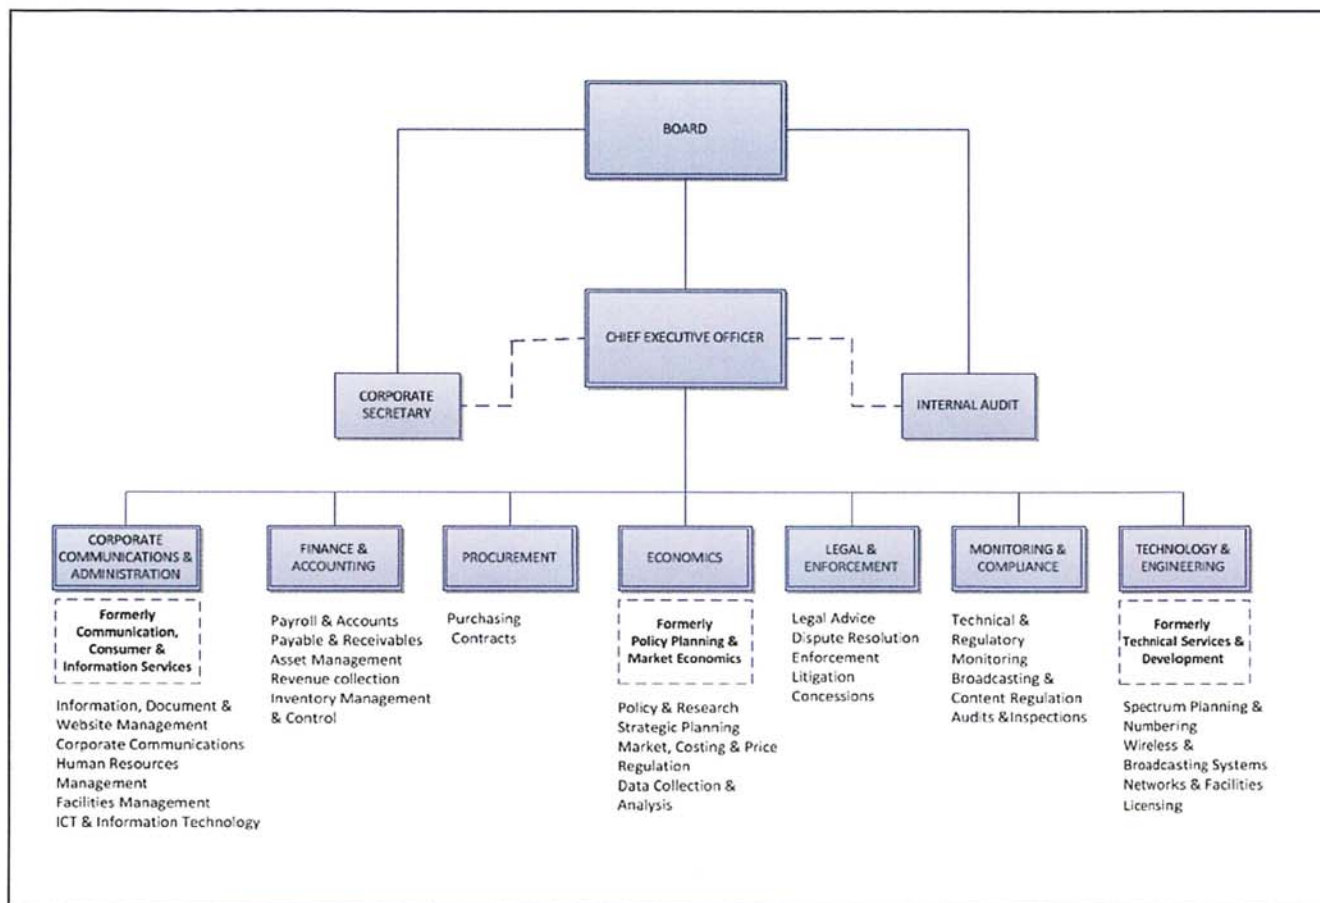 BOARD
CHIEF EXECUTIVE OFFICER
CORPORATE
SECRETARY
INTERNAL AUDIT
CORPORATE
COMMUNICATIONS &
ADMINISTRATION
Formerly
Communication,
Consumer &
Information Services
Information, Document &
Website Management
Corporate Communications
Human Resources
Management
Facilities Management
ICT & Information Technology
FINANCE &
ACCOUNTING
Payroll & Accounts
Payable & Receivables
Asset Management
Revenue collection
Inventory Management
& Control
PROCUREMENT
Purchasing
Contracts
ECONOMICS
Formerly
Policy Planning &
Market Economics
Policy & Research
Strategic Planning
Market, Costing & Price
Regulation
Data Collection &
Analysis
LEGAL &
ENFORCEMENT
Legal Advice
Dispute Resolution
Enforcement
Litigation
Concessions
MONITORING &
COMPLIANCE
Technical &
Regulatory
Monitoring
Broadcasting &
Content Regulation
Audits &Inspections
TECHNOLOGY &
ENGINEERING
Formerly
Technical Services &
Development
Spectrum Planning &
Numbering
Wireless &
Broadcasting Systems
Networks & Facilities
Licensing